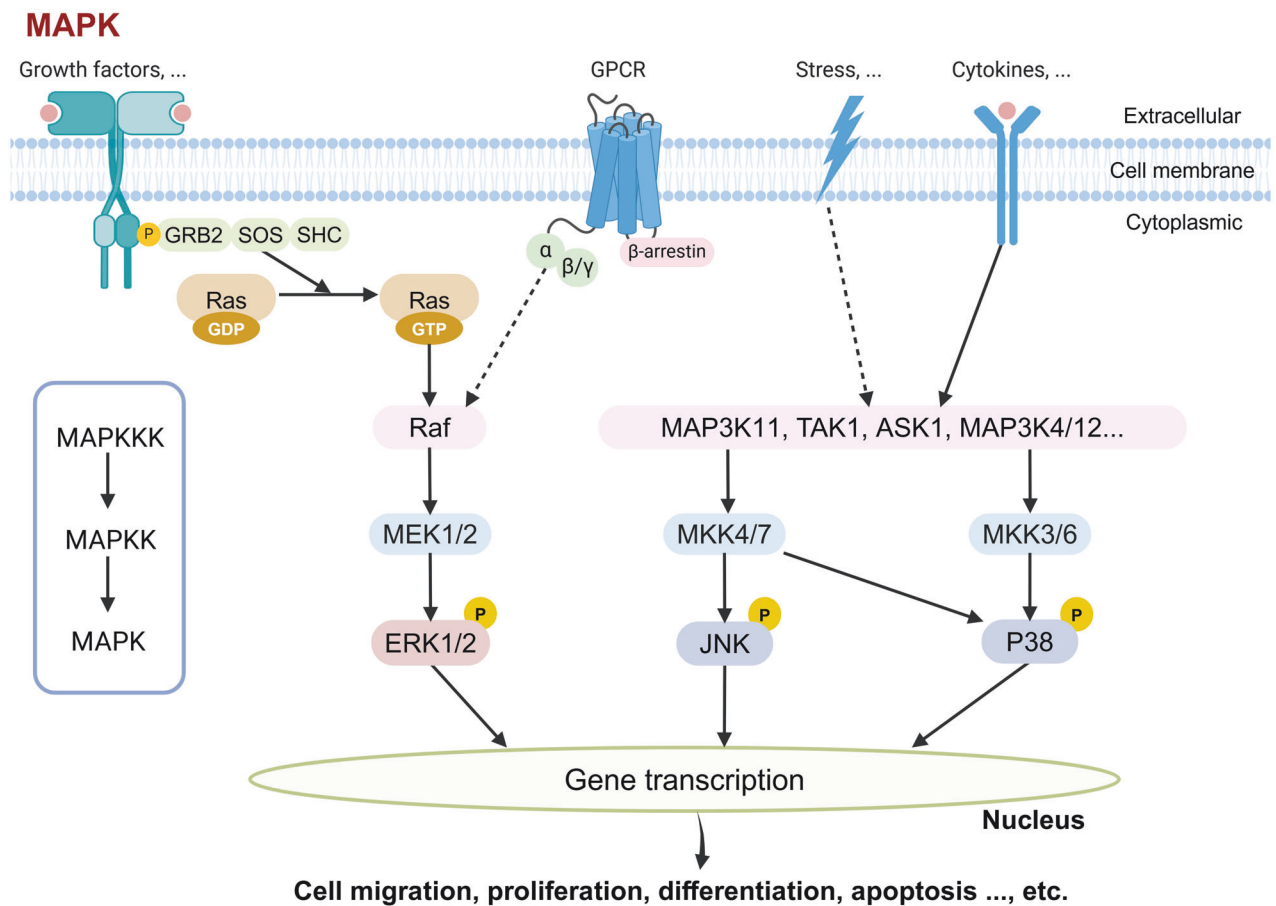 MAPK
Growth factors, ...
GPCR
Stress, ...
Cytokines, ...
Extracellular
Cell membrane
Cytoplasmic
P
GRB2
SOS
SHC
α
β/γ
β-arrestin
Ras
GDP
Ras
GTP
MAPKKK
MAPKK
MAPK
Raf
MAP3K11, TAK1, ASK1, MAP3K4/12...
MEK1/2
MKK4/7
MKK3/6
P
ERK1/2
P
JNK
P
P38
Gene transcription
Nucleus
Cell migration, proliferation, differentiation, apoptosis ..., etc.